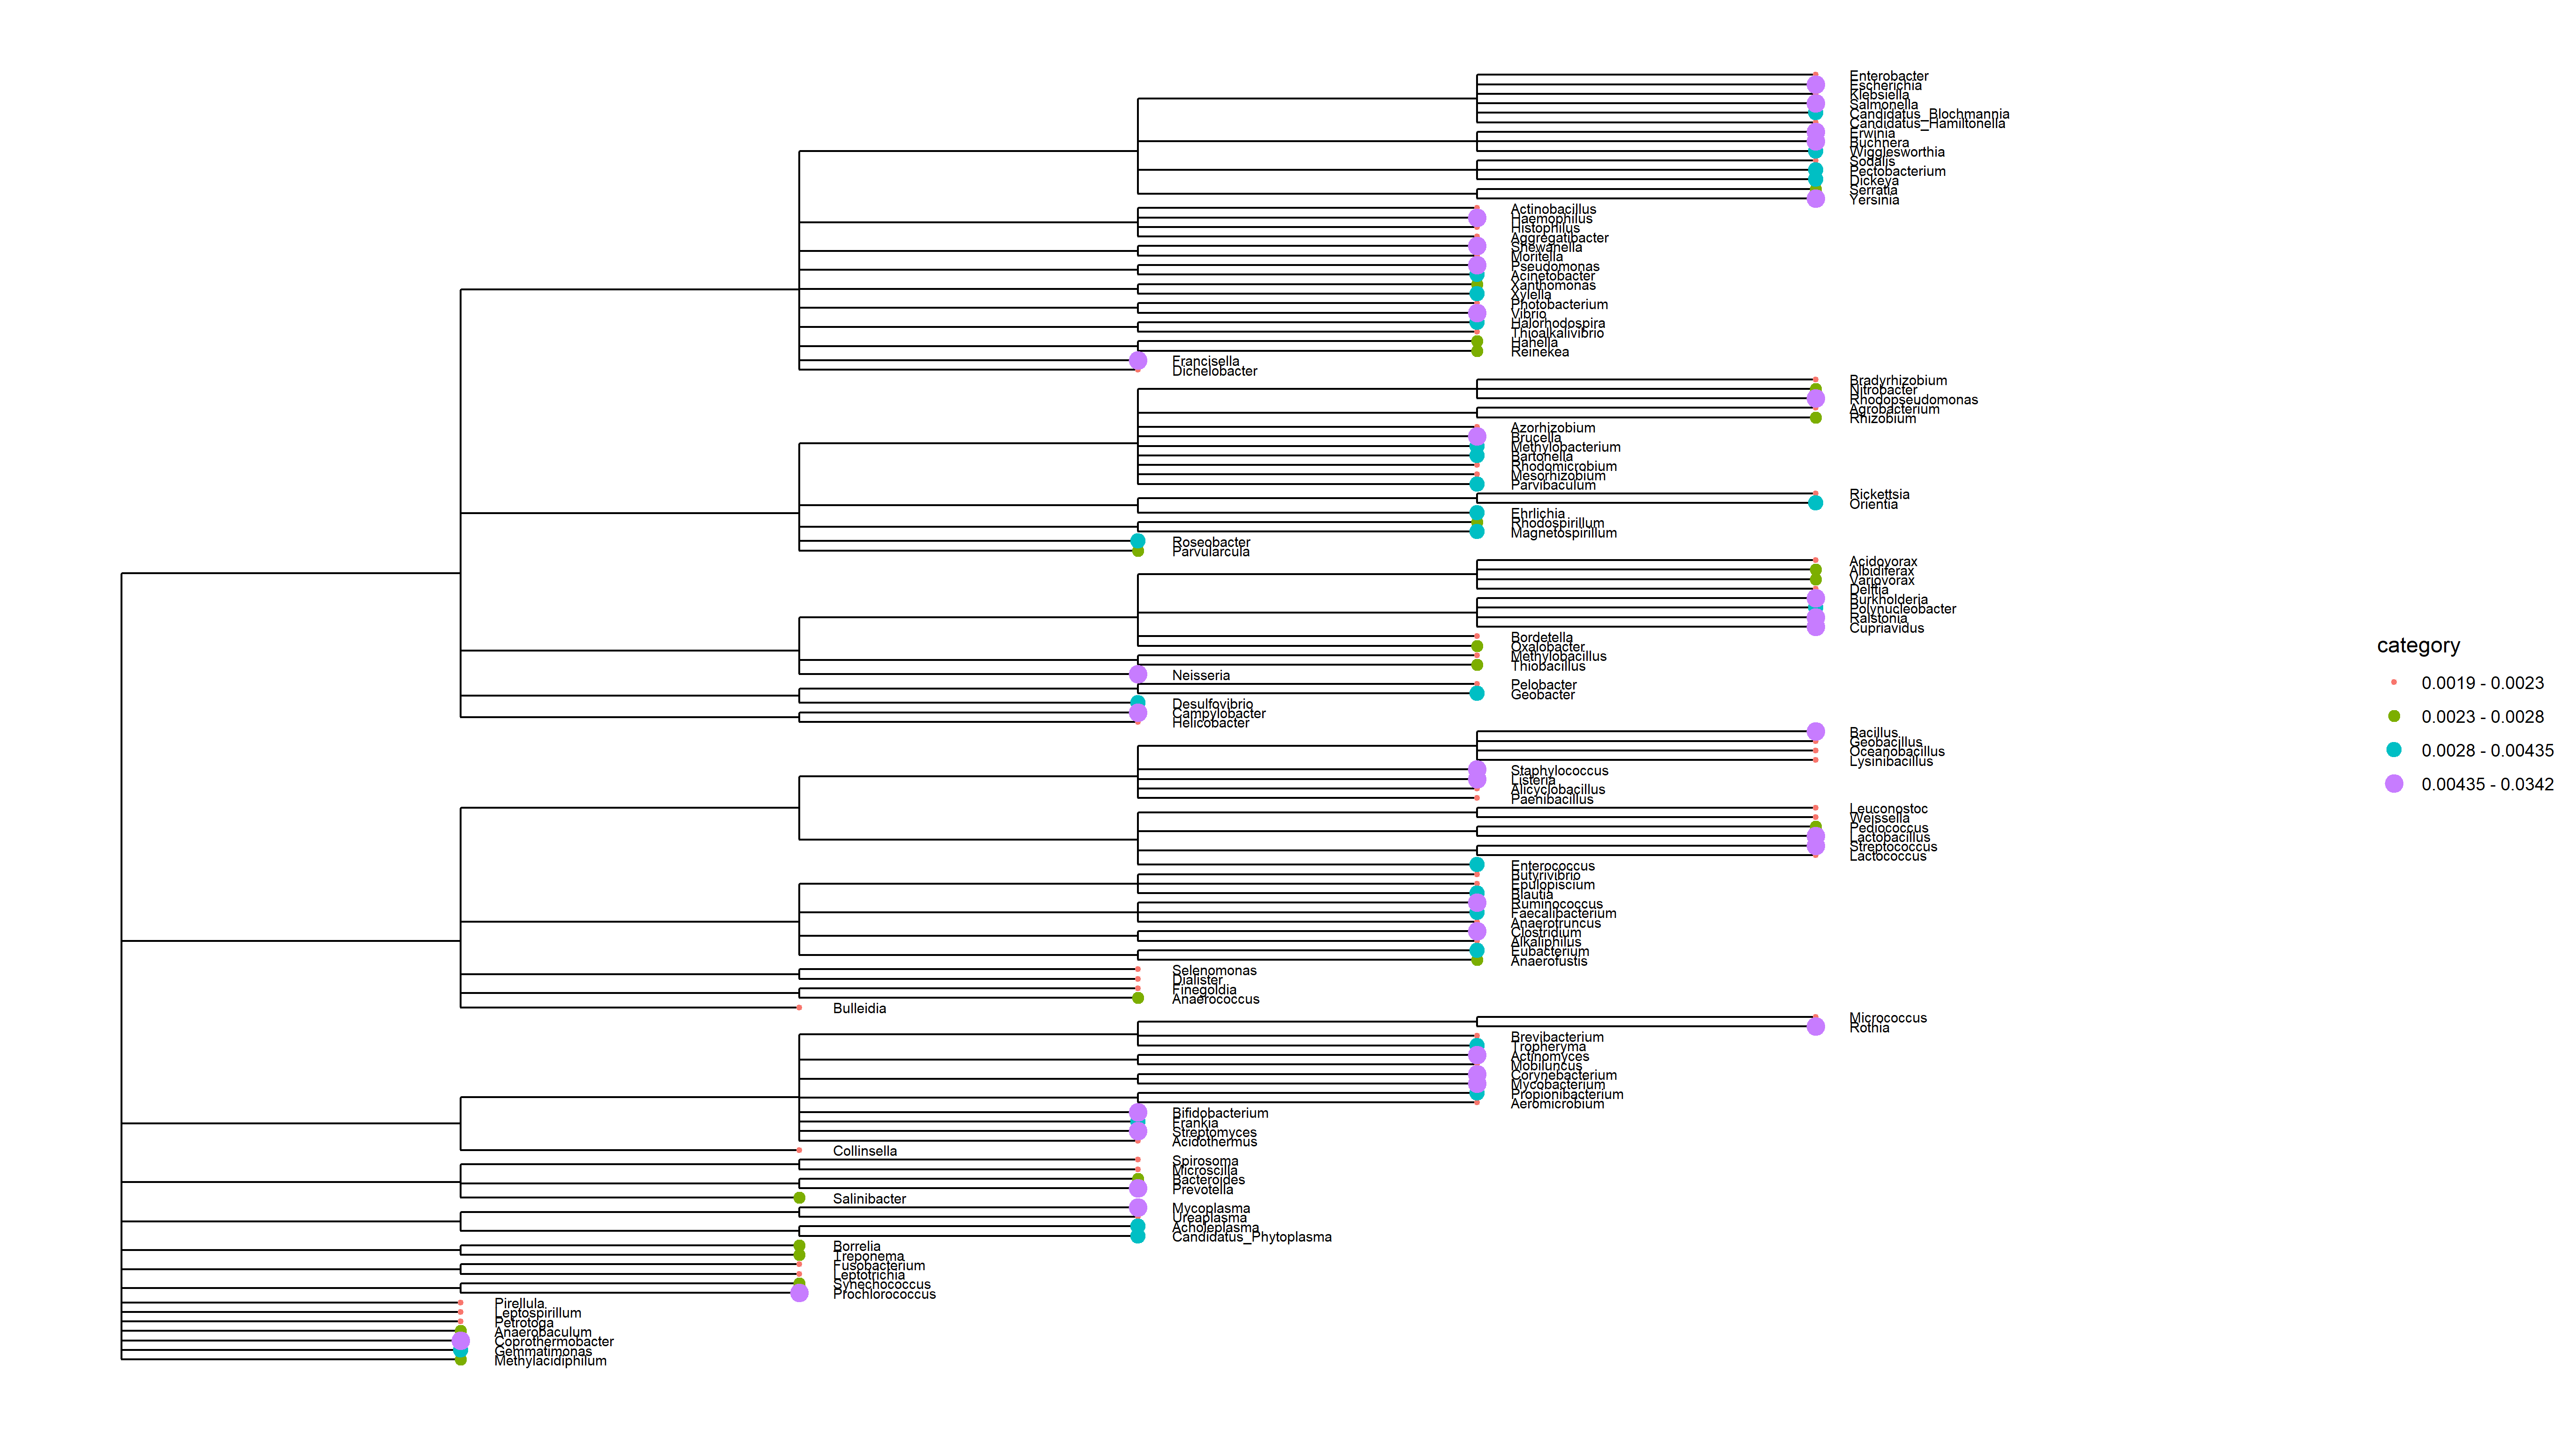 Enterobacter
Escherichia
Klebsiella
Salmonella
Candidatus_Blochmannia
Candidatus_Hamiltonella
Erwinia
Buchnera
Wigglesworthia
Sodalis
Pectobacterium
Dickeya
Serratia
Yersinia
Actinobacillus
Haemophilus
Histophilus
Aggregatibacter
Shewanella
Moritella
Pseudomonas
Acinetobacter
Xanthomonas
Xylella
Photobacterium
Vibrio
Halorhodospira
Thioalkalivibrio
Hahella
Reinekea
Francisella
Dichelobacter
Bradyrhizobium
Nitrobacter
Rhodopseudomonas
Agrobacterium
Rhizobium
Azorhizobium
Brucella
Methylobacterium
Bartonella
Rhodomicrobium
Mesorhizobium
Parvibaculum
Rickettsia
Orientia
Ehrlichia
Rhodospirillum
Magnetospirillum
Roseobacter
Parvularcula
Acidovorax
Albidiferax
Variovorax
Delftia
Burkholderia
Polynucleobacter
Ralstonia
Cupriavidus
Bordetella
Oxalobacter
Methylobacillus
Thiobacillus
Neisseria
Pelobacter
Geobacter
Desulfovibrio
Campylobacter
Helicobacter
Bacillus
Geobacillus
Oceanobacillus
Lysinibacillus
Staphylococcus
Listeria
Alicyclobacillus
Paenibacillus
Leuconostoc
Weissella
Pediococcus
Lactobacillus
Streptococcus
Lactococcus
Enterococcus
Butyrivibrio
Epulopiscium
Blautia
Ruminococcus
Faecalibacterium
Anaerotruncus
Clostridium
Alkaliphilus
Eubacterium
Anaerofustis
Selenomonas
Dialister
Finegoldia
Anaerococcus
Bulleidia
Micrococcus
Rothia
Brevibacterium
Tropheryma
Actinomyces
Mobiluncus
Corynebacterium
Mycobacterium
Propionibacterium
Aeromicrobium
Bifidobacterium
Frankia
Streptomyces
Acidothermus
Collinsella
Spirosoma
Microscilla
Bacteroides
Prevotella
Salinibacter
Mycoplasma
Ureaplasma
Acholeplasma
Candidatus_Phytoplasma
Borrelia
Treponema
Fusobacterium
Leptotrichia
Synechococcus
Prochlorococcus
Pirellula
Leptospirillum
Petrotoga
Anaerobaculum
Coprothermobacter
Gemmatimonas
Methylacidiphilum
category
0.0019 - 0.0023
0.0023 - 0.0028
0.0028 - 0.00435
0.00435 - 0.0342